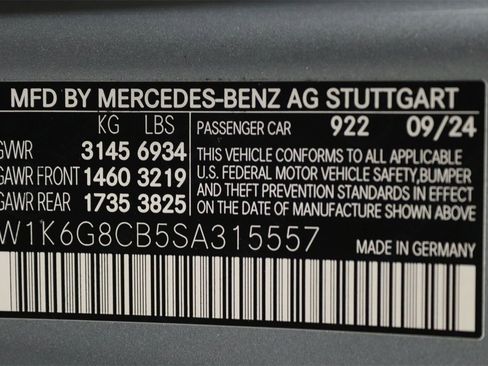 MFD BY MERCEDES-BENZ AG STUTTGART
KG LBS
GVWR 3145 6934
GAWR FRONT 1460 3219
GAWR REAR 1735 3825
PASSENGER CAR 922 09/24
THIS VEHICLE CONFORMS TO ALL APPLICABLE
U.S. FEDERAL MOTOR VEHICLE SAFETY,BUMPER
AND THEFT PREVENTION STANDARDS IN EFFECT
ON THE DATE OF MANUFACTURE SHOWN ABOVE.
W1K6G8CB5SA315557
MADE IN GERMANY